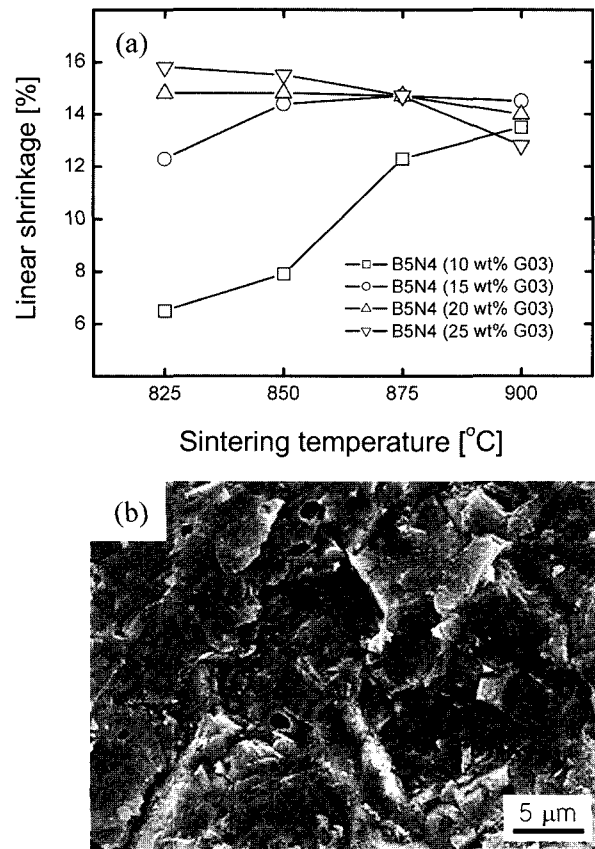 (a)
16
14
12
10
8
6
Linear shrinkage [%]
B5N4 (10 wt% G03)
B5N4 (15 wt% G03)
B5N4 (20 wt% G03)
B5N4 (25 wt% G03)
825 850 875 900
Sintering temperature [°C]
(b)
5 μm